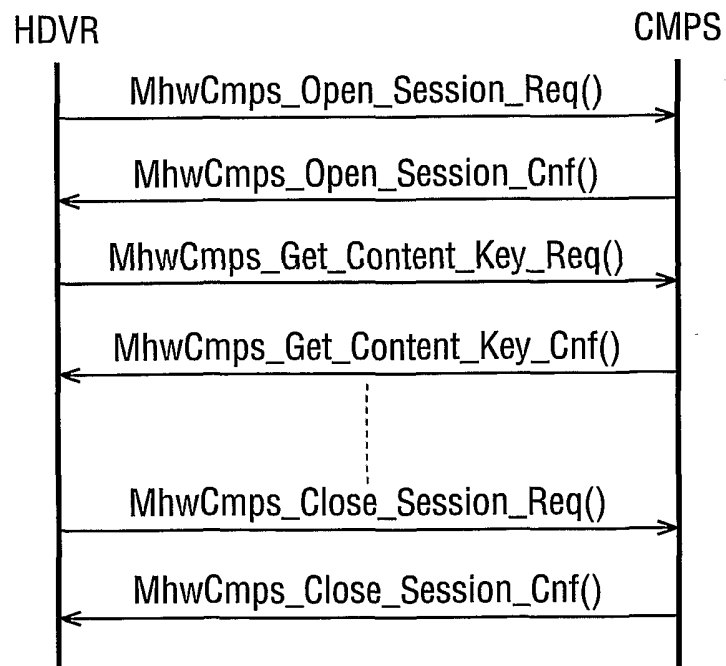 HDVR CMPS
MhwCmps_Open_Session_Req()
MhwCmps_Open_Session_Cnf()
MhwCmps_Get_Content_Key_Req()
MhwCmps_Get_Content_Key_Cnf()
MhwCmps_Close_Session_Req()
MhwCmps_Close_Session_Cnf()